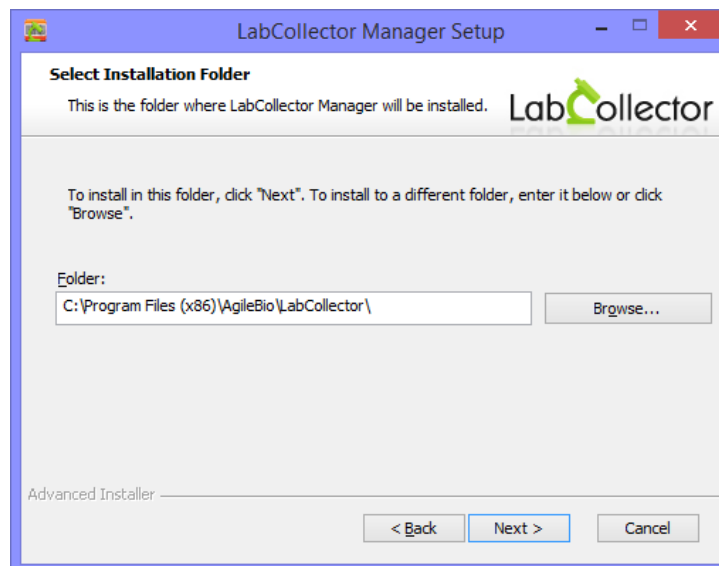 LabCollector Manager Setup
Select Installation Folder
This is the folder where LabCollector Manager will be installed.
LabCollector
To install in this folder, click "Next". To install to a different folder, enter it below or click
"Browse".
Folder:
C:\Program Files (x86)\AgileBio\LabCollector\
Browse...
Advanced Installer
< Back
Next >
Cancel